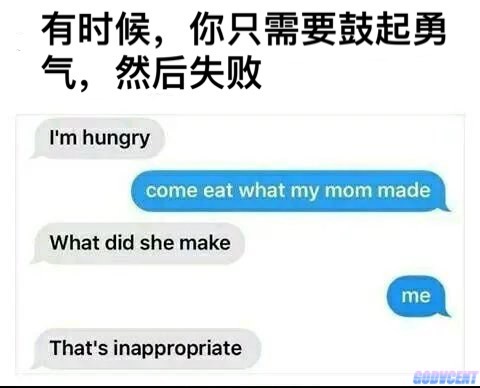 有时候，你只需要鼓起勇
气，然后失败
I'm hungry
come eat what my mom made
What did she make
me
That's inappropriate
GODVCENT